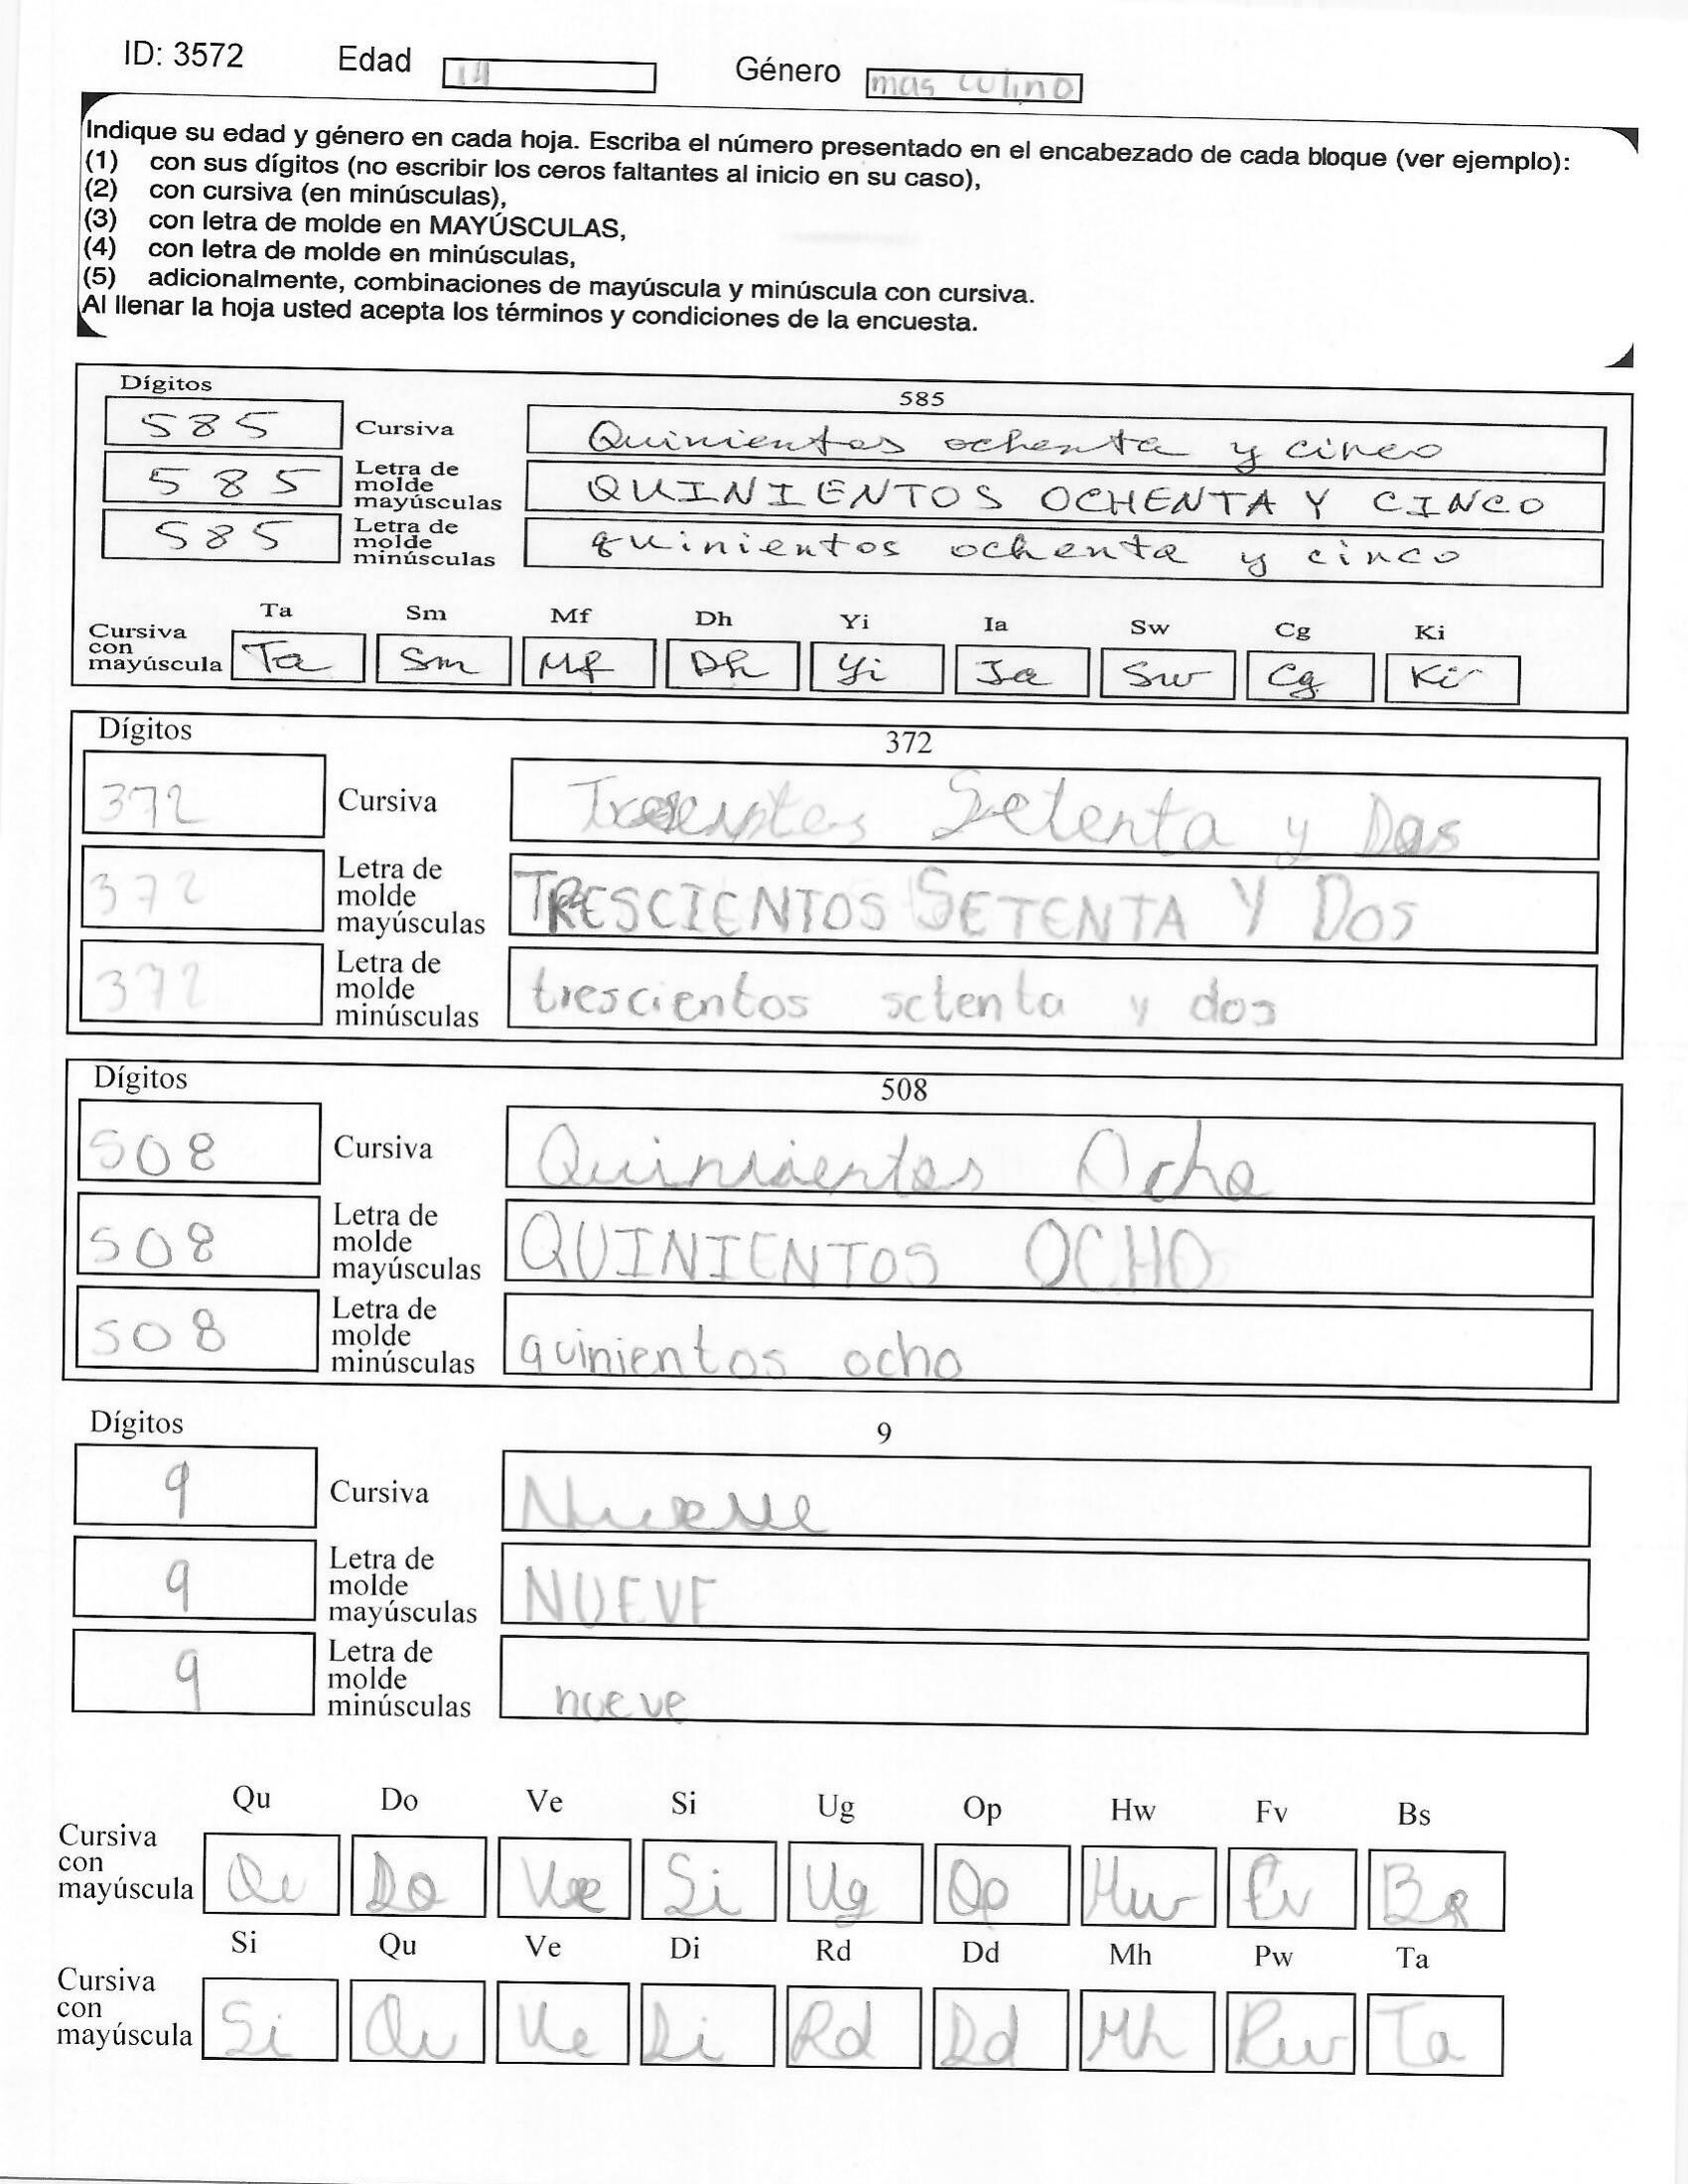 ID: 3572 Edad 14 Género masculino
Indique su edad y género en cada hoja. Escriba el número presentado en el encabezado de cada bloque (ver ejemplo):
(1) con sus dígitos (no escribir los ceros faltantes al inicio en su caso),
(2) con cursiva (en minúsculas),
(3) con letra de molde en MAYÚSCULAS,
(4) con letra de molde en minúsculas,
(5) adicionalmente, combinaciones de mayúscula y minúscula con cursiva.
Al llenar la hoja usted acepta los términos y condiciones de la encuesta.
Dígitos 585
585 Cursiva Quinientos ochenta y cinco
585 Letra de molde mayúsculas QUINIENTOS OCHENTA Y CINCO
585 Letra de molde minúsculas quinientos ochenta y cinco
Ta Sm Mf Dh Yi Ia Sw Cg Ki
Cursiva con mayúscula Ta Sm Mf Dh Yi Ia Sw Cg Ki
Dígitos 372
372 Cursiva Setenta y Dos
372 Letra de molde mayúsculas TRESCIENTOS SETENTA Y DOS
372 Letra de molde minúsculas trescientos setenta y dos
Dígitos 508
508 Cursiva Quinientos Ocho
508 Letra de molde mayúsculas QUINIENTOS OCHO
508 Letra de molde minúsculas quinientos ocho
Dígitos 9
9 Cursiva Nueve
9 Letra de molde mayúsculas NUEVE
9 Letra de molde minúsculas nueve
Qu Do Ve Si Ug Op Hw Fv Bs
Cursiva con mayúscula Qu Do Ve Si Ug Op Hw Fv Bs
Si Qu Ve Di Rd Dd Mh Pw Ta
Cursiva con mayúscula Si Qu Ve Di Rd Dd Mh Pw Ta